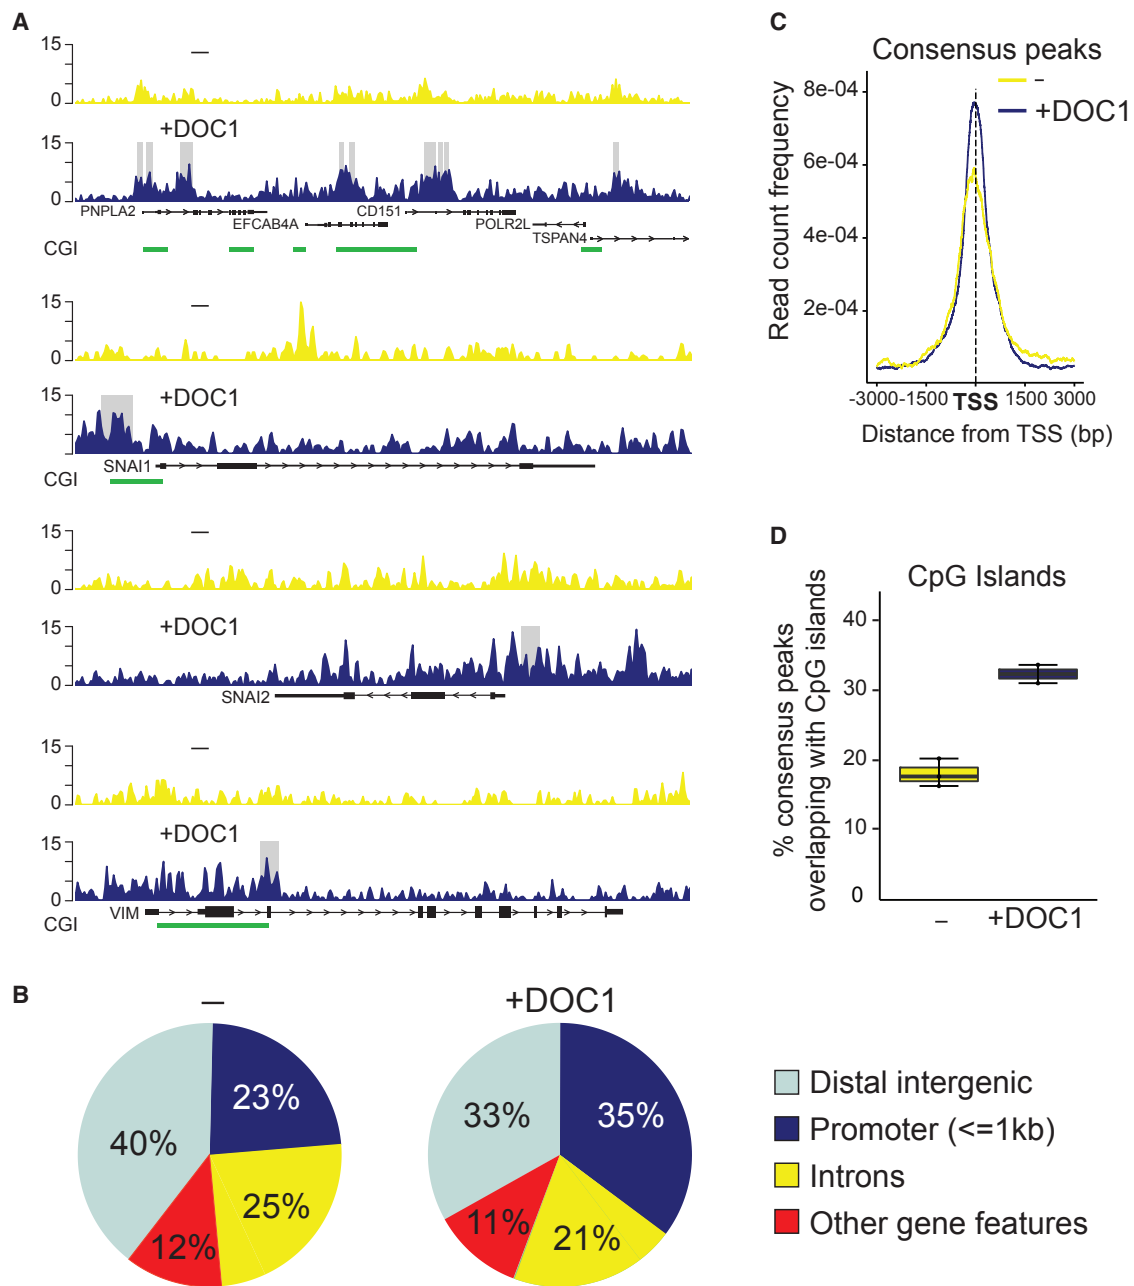 A
—
15
0
+DOC1
15
0
PNPLA2
EFCAB4A
CD151
POLR2L
TSPAN4
CGI
—
15
0
+DOC1
15
0
SNAI1
CGI
—
15
0
+DOC1
15
0
SNAI2
—
15
0
+DOC1
15
0
VIM
CGI
B
—
23%
40%
25%
12%
+DOC1
33%
35%
11%
21%
Distal intergenic
Promoter (<=1kb)
Introns
Other gene features
C
Consensus peaks
–
+DOC1
8e-04
6e-04
4e-04
2e-04
Read count frequency
-3000 -1500 TSS 1500 3000
Distance from TSS (bp)
D
CpG Islands
% consensus peaks
overlapping with CpG islands
40
30
20
10
0
– +DOC1